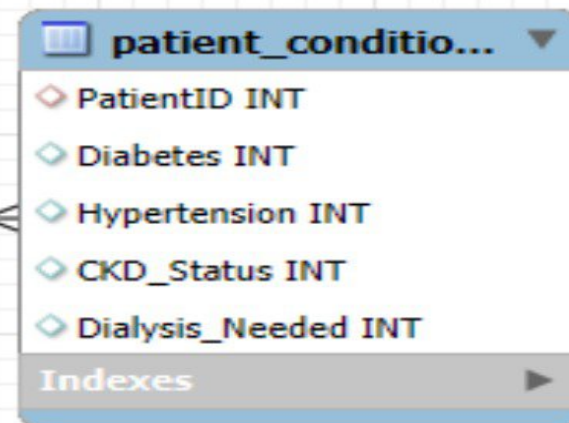 patient_conditio...
PatientID INT
Diabetes INT
Hypertension INT
CKD_Status INT
Dialysis_Needed INT
Indexes